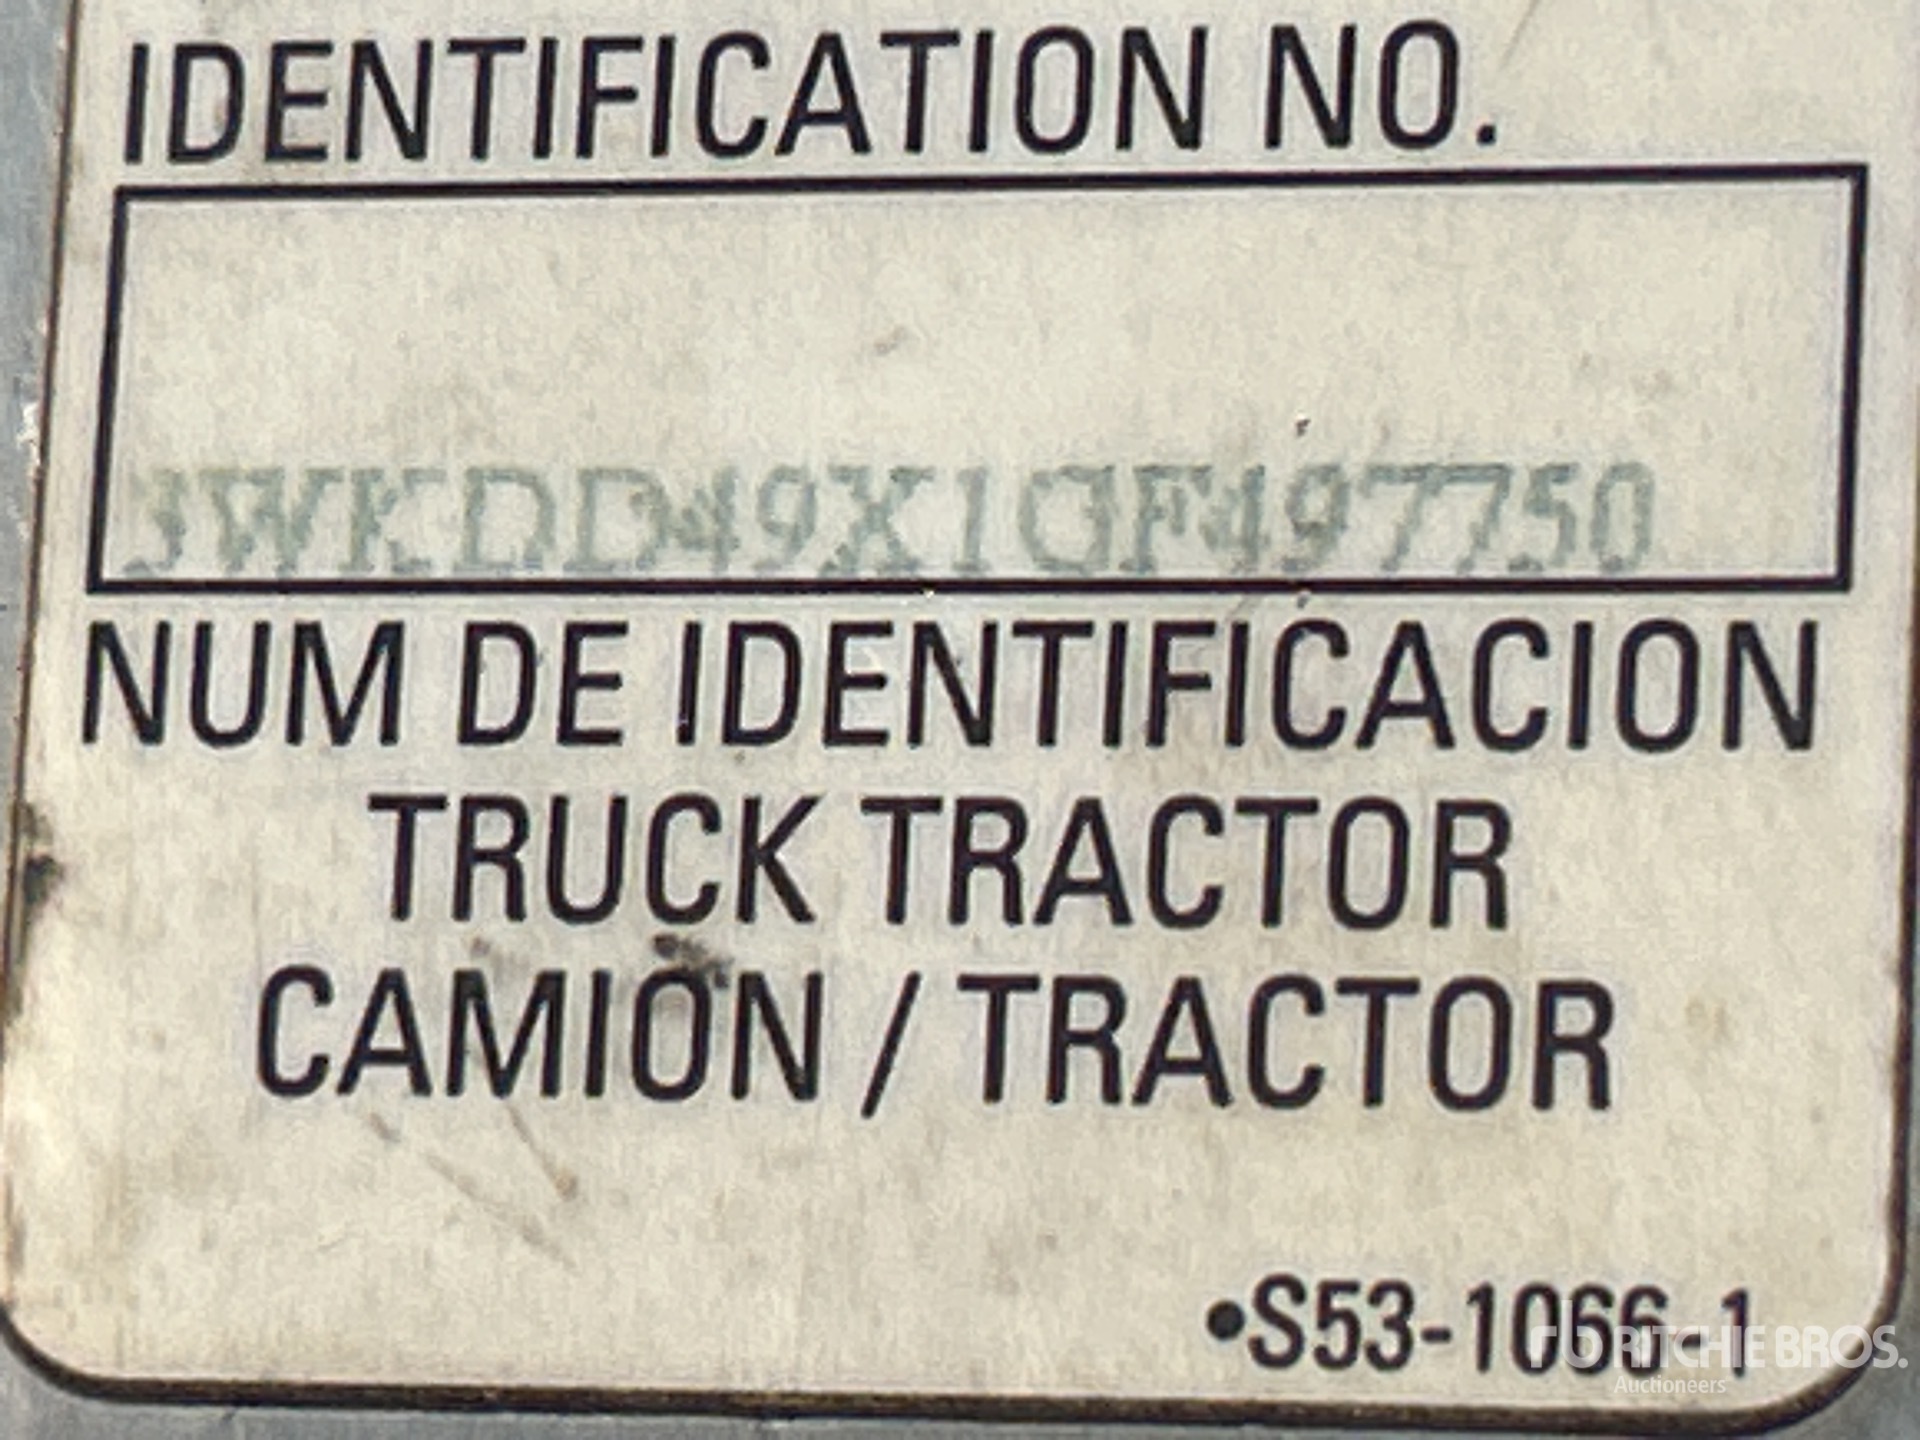 IDENTIFICATION NO.
3WKDD49X1GF497750
NUM DE IDENTIFICACION
TRUCK TRACTOR
CAMION / TRACTOR
•S53-1066-1
RITCHIE BROS.
Auctioneers